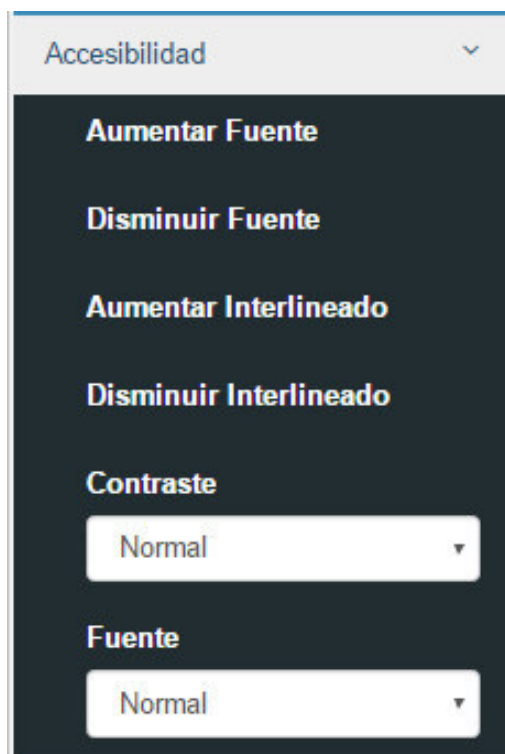 Accesibilidad
Aumentar Fuente
Disminuir Fuente
Aumentar Interlineado
Disminuir Interlineado
Contraste
Normal
Fuente
Normal